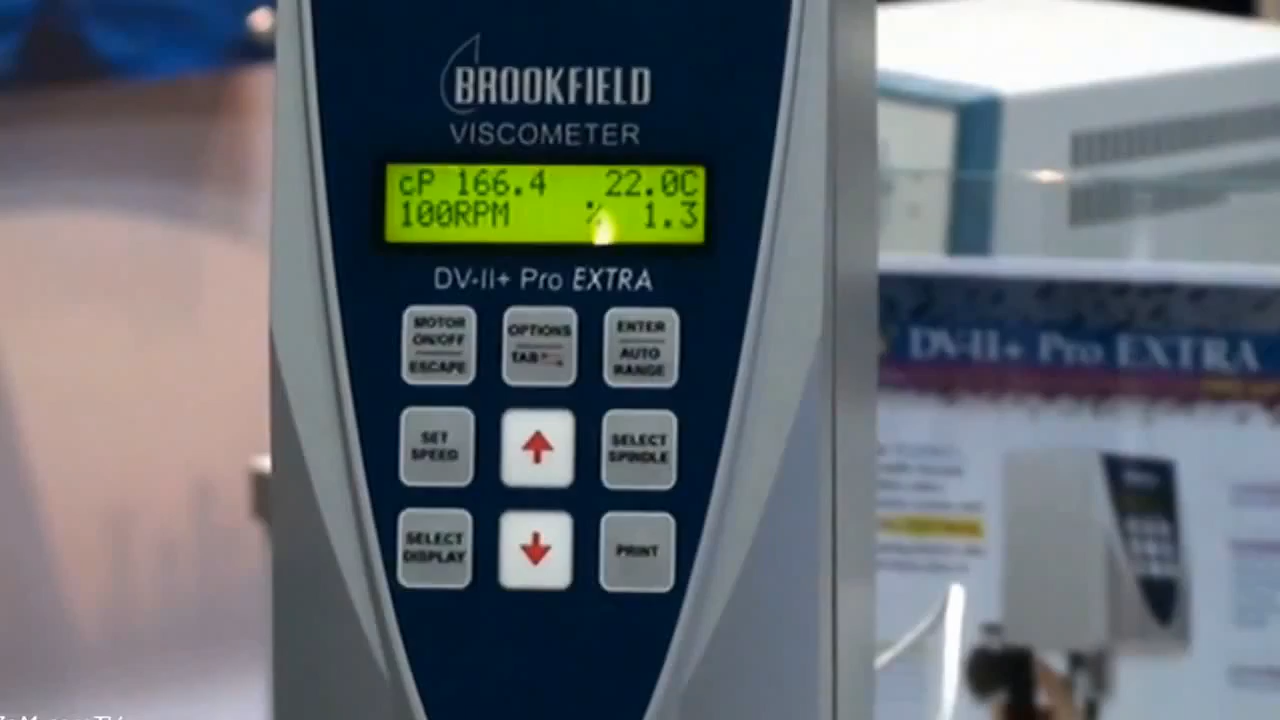 BROOKFIELD
VISCOMETER
cP 166.4 22.0C
100RPM % 1.3
DV-II+ Pro EXTRA
MOTOR ON/OFF ESCAPE
OPTIONS TAB
ENTER AUTO RANGE
SET SPEED
SELECT SPINDLE
SELECT DISPLAY
PRINT
DV-II+ Pro EXTRA